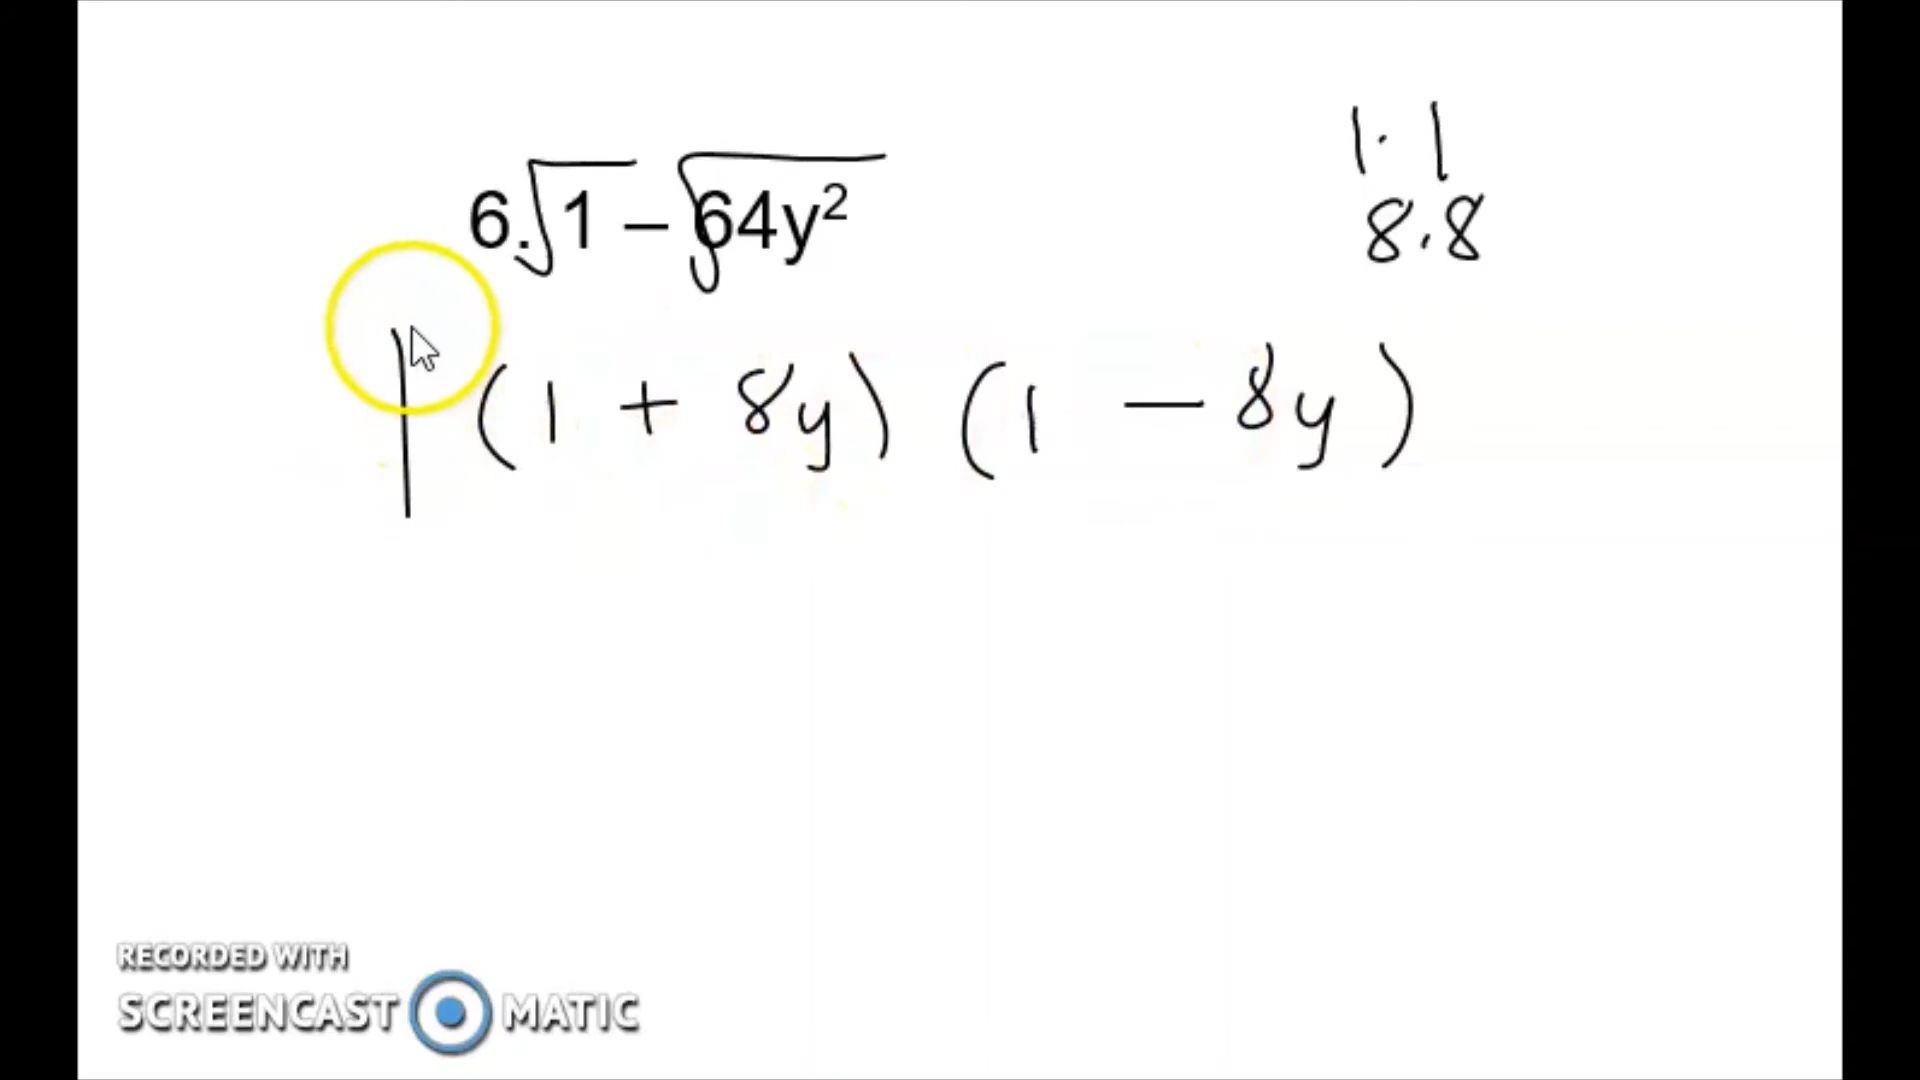 6. √1 – √64y²
1·1
8·8
(1 + 8y) (1 – 8y)
RECORDED WITH
SCREENCAST MATIC